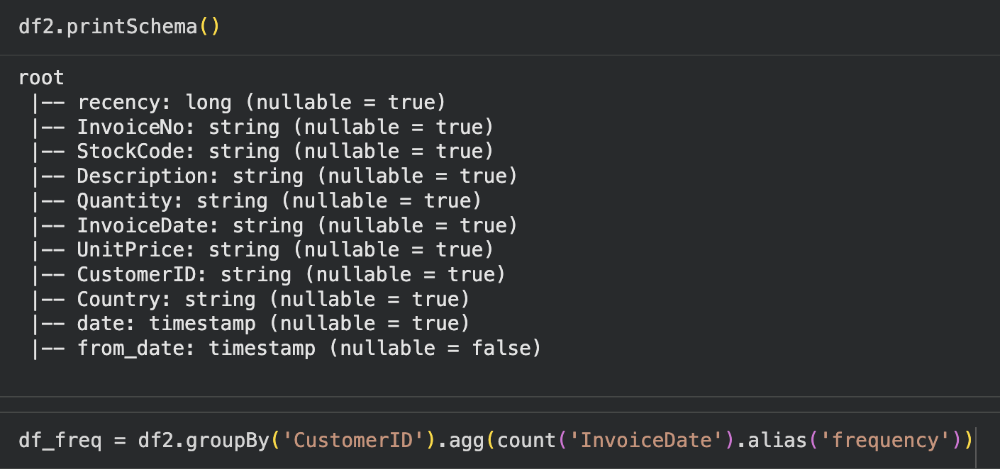 df2.printSchema()
root
 |-- recency: long (nullable = true)
 |-- InvoiceNo: string (nullable = true)
 |-- StockCode: string (nullable = true)
 |-- Description: string (nullable = true)
 |-- Quantity: string (nullable = true)
 |-- InvoiceDate: string (nullable = true)
 |-- UnitPrice: string (nullable = true)
 |-- CustomerID: string (nullable = true)
 |-- Country: string (nullable = true)
 |-- date: timestamp (nullable = true)
 |-- from_date: timestamp (nullable = false)
df_freq = df2.groupBy('CustomerID').agg(count('InvoiceDate').alias('frequency'))